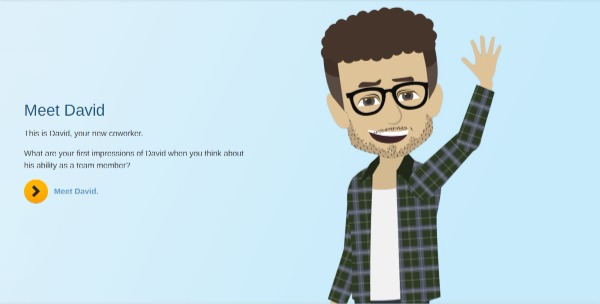 Meet David
This is David, your new coworker.
What are your first impressions of David when you think about
his ability as a team member?
Meet David.